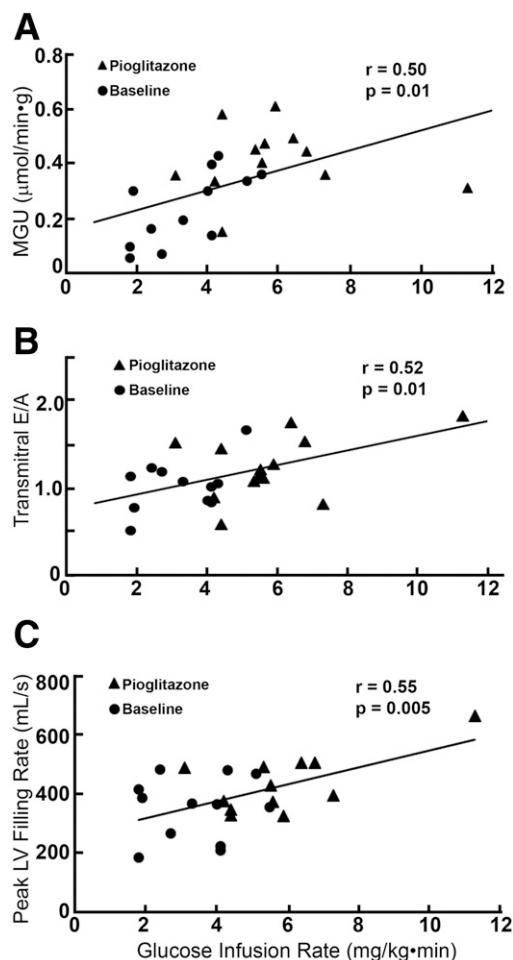 A
0.8
▲ Pioglitazone
● Baseline
r = 0.50
p = 0.01
0.6
0.4
0.2
0
MGU (μmol/min•g)
0 2 4 6 8 10 12
B
▲ Pioglitazone
● Baseline
r = 0.52
p = 0.01
2.0
1.0
0
Transmitral E/A
0 2 4 6 8 10 12
C
800
▲ Pioglitazone
● Baseline
r = 0.55
p = 0.005
600
400
200
0
Peak LV Filling Rate (mL/s)
0 2 4 6 8 10 12
Glucose Infusion Rate (mg/kg•min)